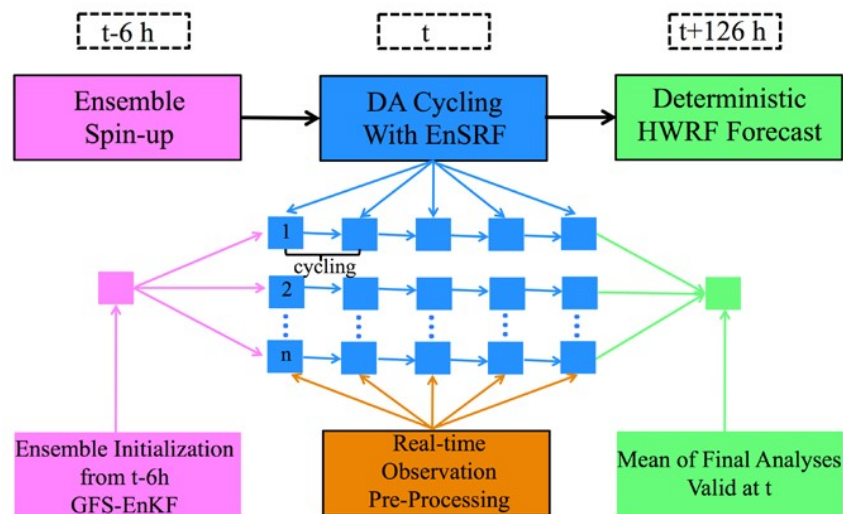 t-6 h
t
t+126 h
Ensemble
Spin-up
DA Cycling
With EnSRF
Deterministic
HWRF Forecast
1
cycling
2
n
Ensemble Initialization
from t-6h
GFS-EnKF
Real-time
Observation
Pre-Processing
Mean of Final Analyses
Valid at t